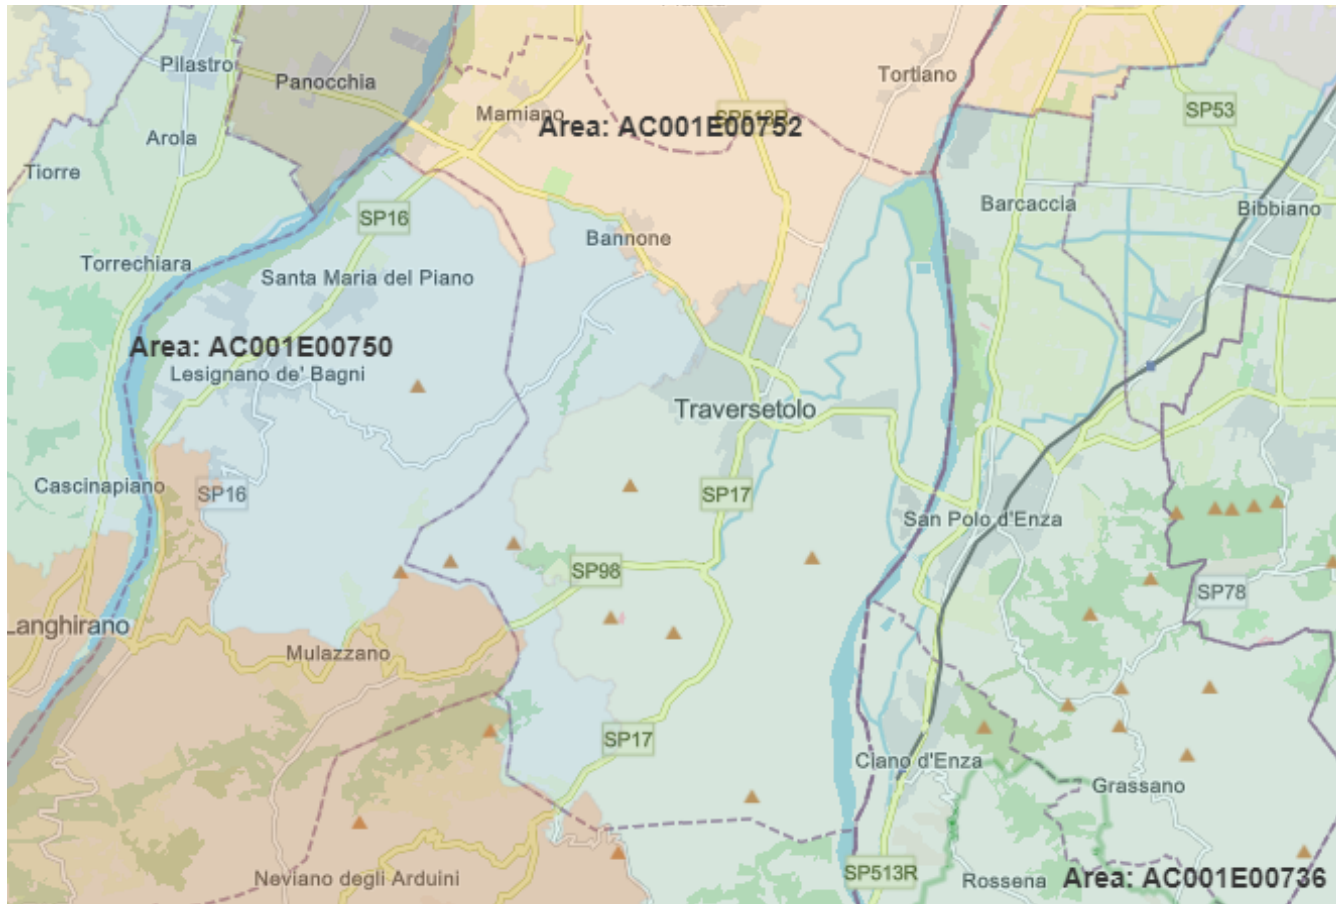 Pilastro
Panocchia
Tortiano
Mamiano
SP513R
SP53
Area: AC001E00752
Arola
Tiorre
SP16
Barcaccia
Bibbiano
Bannone
Torrechiara
Santa Maria del Piano
Area: AC001E00750
Lesignano de' Bagni
Traversetolo
Cascinapiano
SP16
SP17
San Polo d'Enza
SP98
SP78
Langhirano
Mulazzano
SP17
Ciano d'Enza
Grassano
Neviano degli Arduini
SP513R
Rossena
Area: AC001E00736